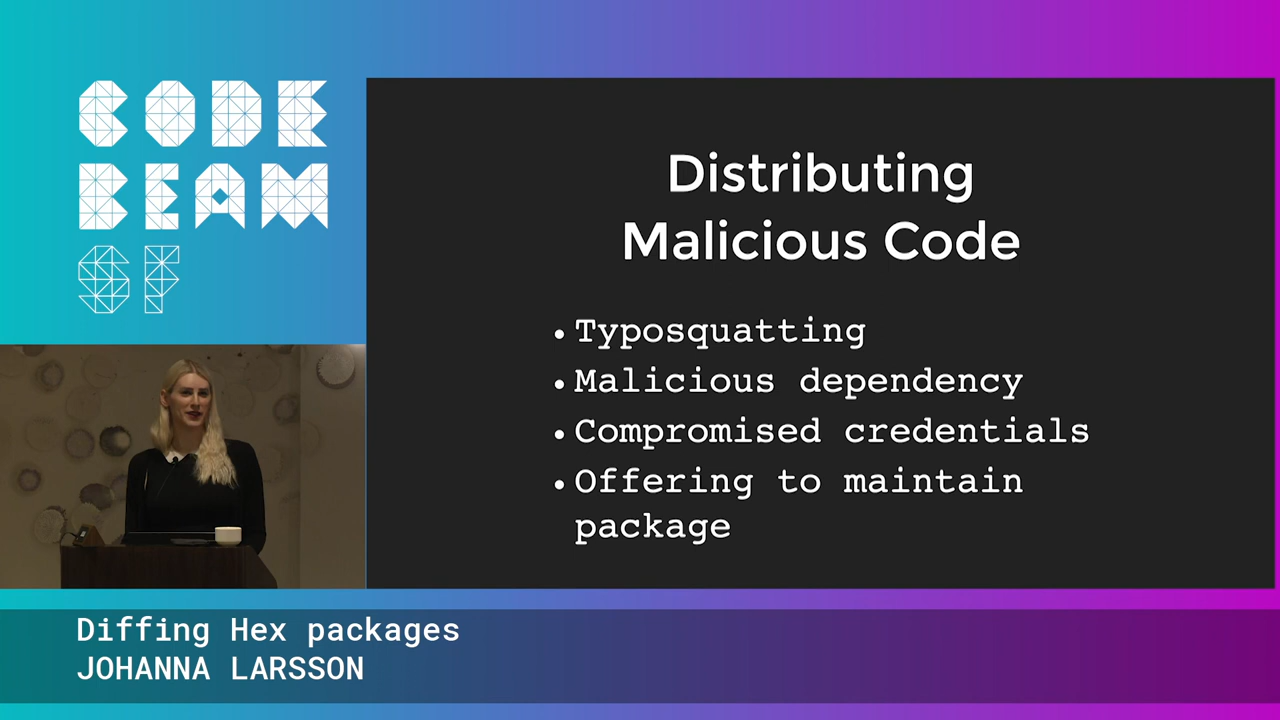 CODE
BEAM
SF
Distributing
Malicious Code
• Typosquatting
• Malicious dependency
• Compromised credentials
• Offering to maintain
package
Diffing Hex packages
JOHANNA LARSSON